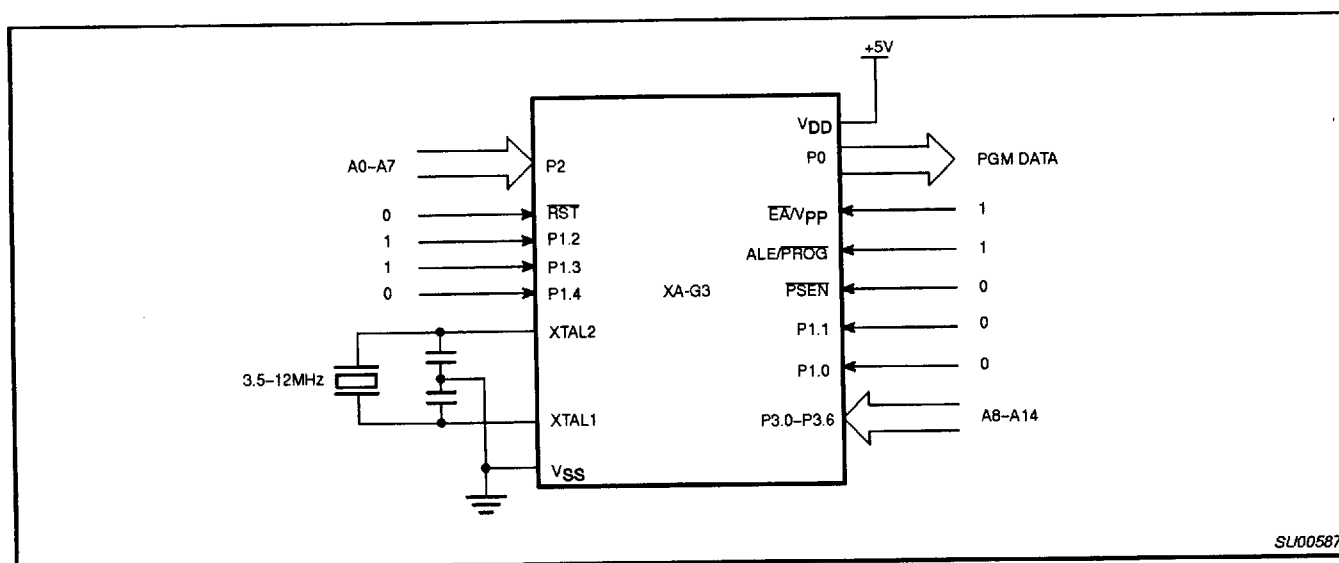 +5V
VDD
A0–A7
P2
P0
PGM DATA
0
RST
EA/VPP
1
1
P1.2
ALE/PROG
1
1
P1.3
XA-G3
PSEN
0
0
P1.4
P1.1
0
XTAL2
P1.0
0
3.5–12MHz
XTAL1
P3.0–P3.6
A8–A14
VSS
SU00587